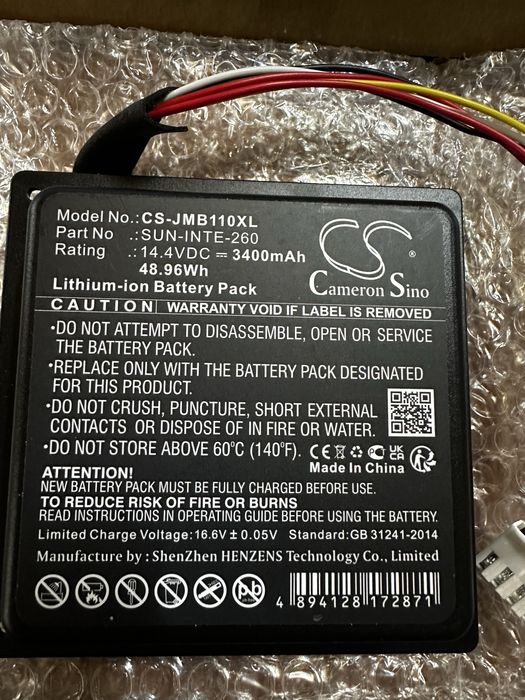 Model No.: CS-JMB110XL
Part No. : SUN-INTE-260
Rating : 14.4VDC ⎓ 3400mAh
48.96Wh
Lithium-ion Battery Pack
CS
®
Cameron Sino
CAUTION WARRANTY VOID IF LABEL IS REMOVED
•DO NOT ATTEMPT TO DISASSEMBLE, OPEN OR SERVICE
THE BATTERY PACK.
•REPLACE ONLY WITH THE BATTERY PACK DESIGNATED
FOR THIS PRODUCT.
•DO NOT CRUSH, PUNCTURE, SHORT EXTERNAL
CONTACTS OR DISPOSE OF IN FIRE OR WATER.
•DO NOT STORE ABOVE 60°C (140°F).
CE
UK CA
Made In China
ATTENTION!
NEW BATTERY PACK MUST BE FULLY CHARGED BEFORE USE.
TO REDUCE RISK OF FIRE OR BURNS
READ INSTRUCTIONS IN OPERATING GUIDE BEFORE USING BATTERY.
Limited Charge Voltage:16.6V ± 0.05V Standard:GB 31241-2014
Manufacture by : ShenZhen HENZENS Technology Co., Limited
Pb
4 894128 172871